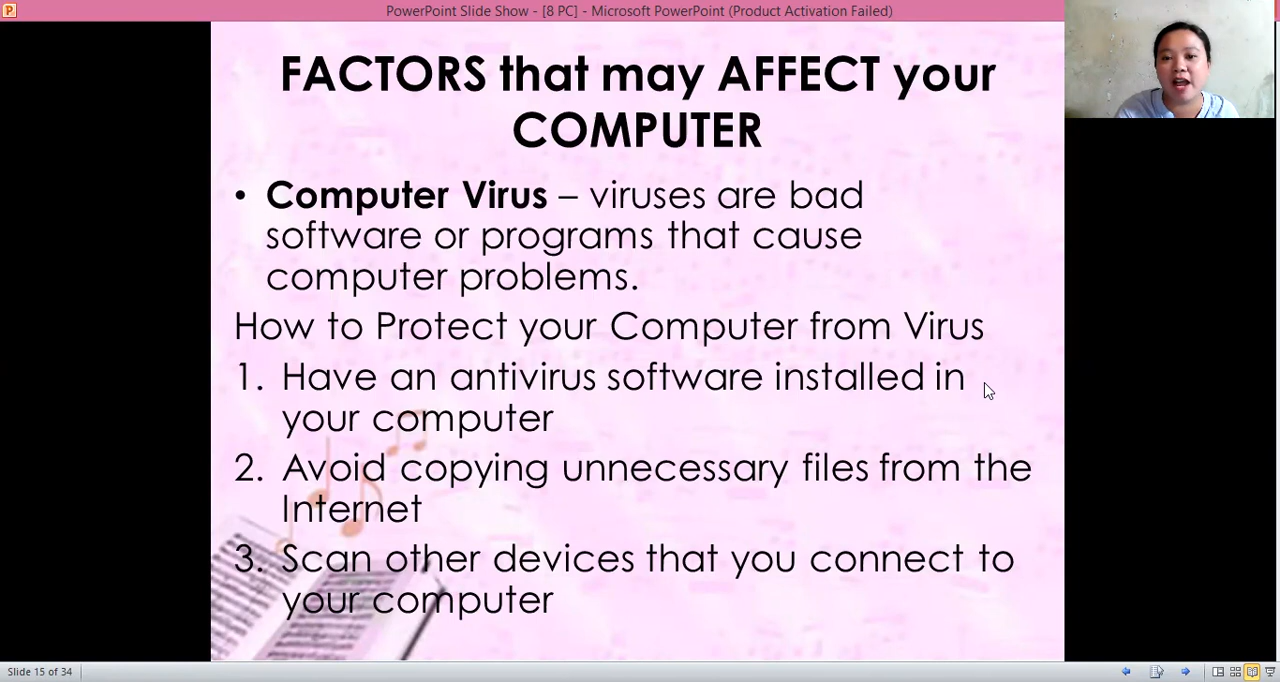 PowerPoint Slide Show - [8 PC] - Microsoft PowerPoint (Product Activation Failed)
FACTORS that may AFFECT your
COMPUTER
• Computer Virus – viruses are bad
software or programs that cause
computer problems.
How to Protect your Computer from Virus
1. Have an antivirus software installed in
your computer
2. Avoid copying unnecessary files from the
Internet
3. Scan other devices that you connect to
your computer
Slide 15 of 34